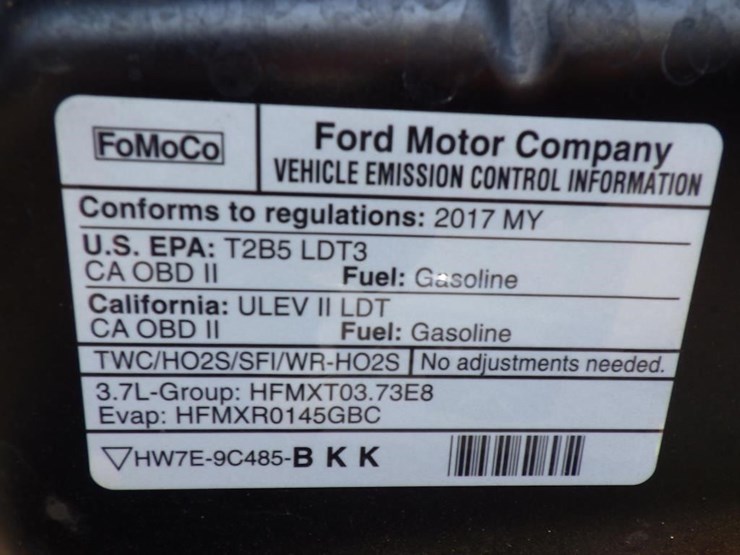 FoMoCo
Ford Motor Company
VEHICLE EMISSION CONTROL INFORMATION
Conforms to regulations: 2017 MY
U.S. EPA: T2B5 LDT3
CA OBD II Fuel: Gasoline
California: ULEV II LDT
CA OBD II Fuel: Gasoline
TWC/HO2S/SFI/WR-HO2S No adjustments needed.
3.7L-Group: HFMXT03.73E8
Evap: HFMXR0145GBC
HW7E-9C485-B K K